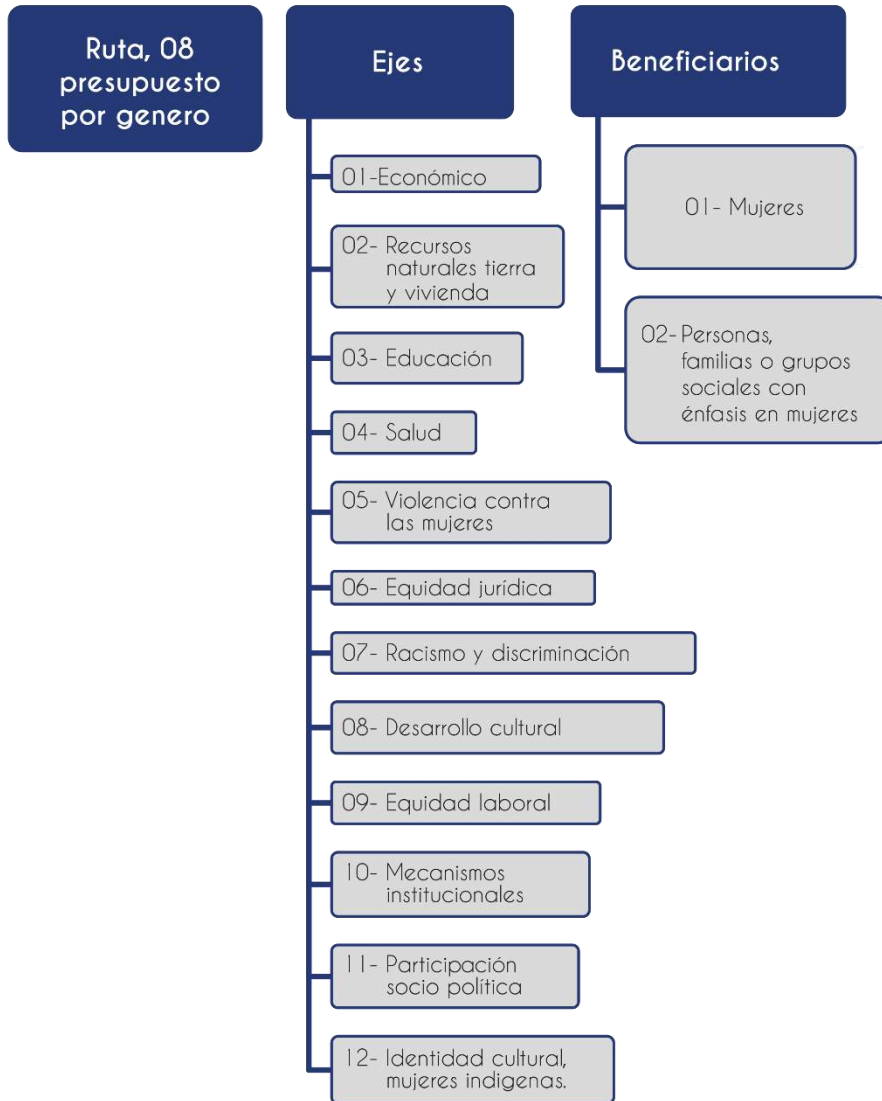 Ruta, 08
presupuesto
por genero
Ejes
01-Económico
02- Recursos
naturales tierra
y vivienda
03- Educación
04- Salud
05- Violencia contra
las mujeres
06- Equidad jurídica
07- Racismo y discriminación
08- Desarrollo cultural
09- Equidad laboral
10- Mecanismos
institucionales
11- Participación
socio política
12- Identidad cultural,
mujeres indigenas.
Beneficiarios
01- Mujeres
02- Personas,
familias o grupos
sociales con
énfasis en mujeres